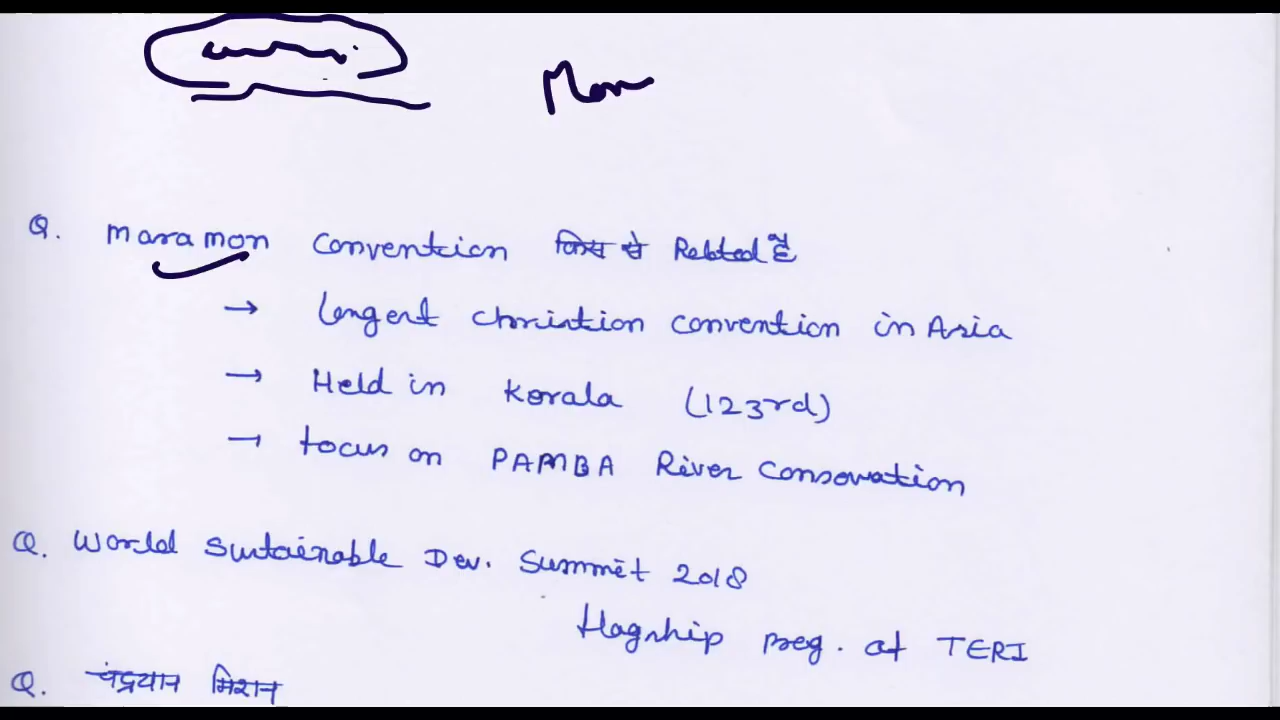 Q. Maramon Convention किस से Related है
→ Largest christion convention in Asia
→ Held in Kerala (123rd)
→ focus on PAMBA River Conservation
Q. World Sustainable Dev. Summit 2018
flagship prog. of TERI
Q. चंद्रयान मिशन